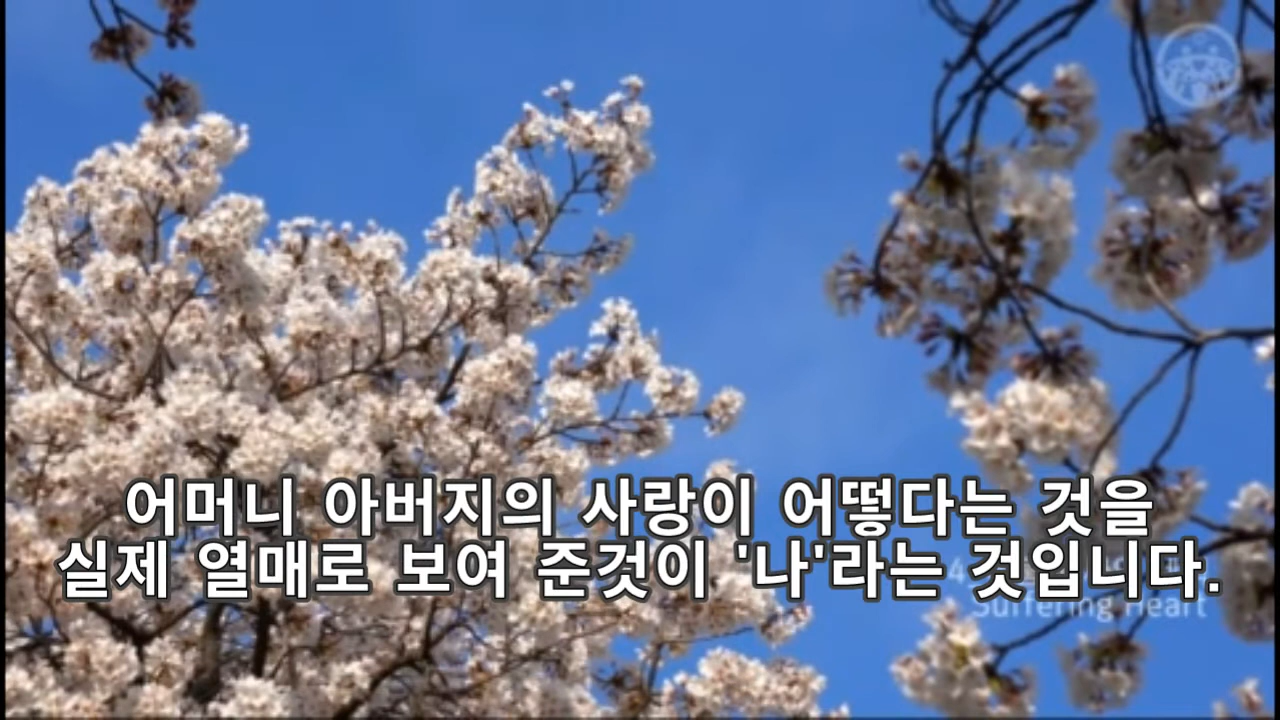 어머니 아버지의 사랑이 어떻다는 것을
실제 열매로 보여 준것이 '나'라는 것입니다.
Suffering Heart